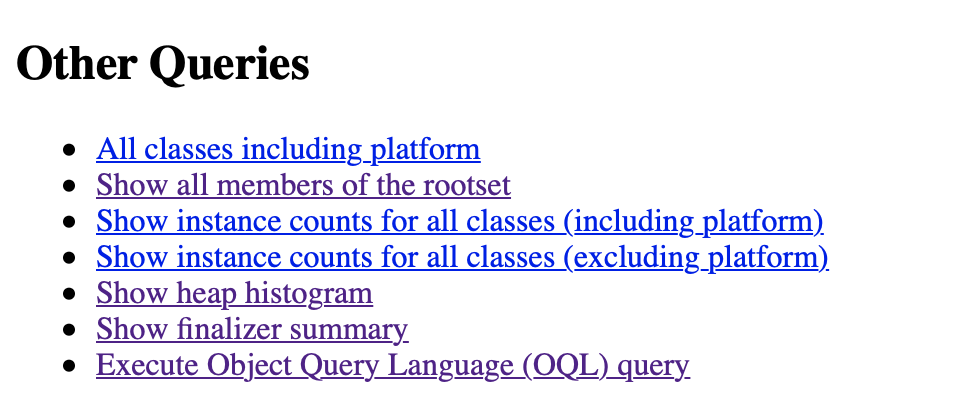 Other Queries
All classes including platform
Show all members of the rootset
Show instance counts for all classes (including platform)
Show instance counts for all classes (excluding platform)
Show heap histogram
Show finalizer summary
Execute Object Query Language (OQL) query